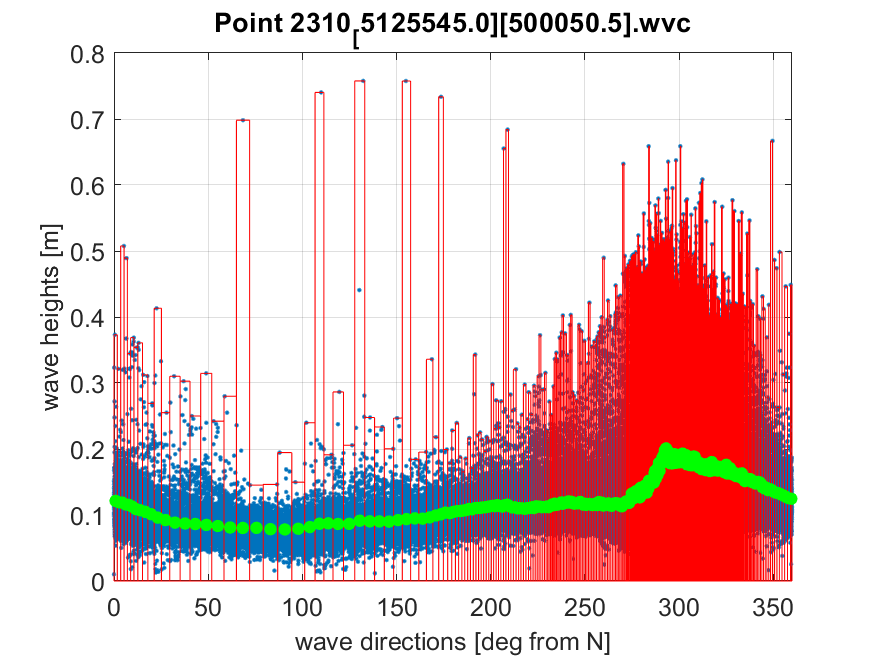 Point 2310[5125545.0][500050.5].wvc
0.8
0.7
0.6
0.5
0.4
0.3
0.2
0.1
0
wave heights [m]
0 50 100 150 200 250 300 350
wave directions [deg from N]